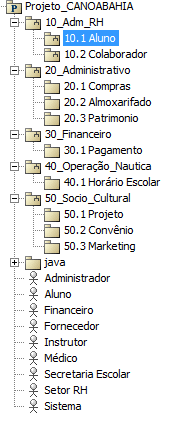 Projeto_CANOABAHIA
10_Adm_RH
10.1 Aluno
10.2 Colaborador
20_Administrativo
20.1 Compras
20.2 Almoxarifado
20.3 Patrimonio
30_Financeiro
30.1 Pagamento
40_Operação_Nautica
40.1 Horário Escolar
50_Socio_Cultural
50.1 Projeto
50.2 Convênio
50.3 Marketing
java
Administrador
Aluno
Financeiro
Fornecedor
Instrutor
Médico
Secretaria Escolar
Setor RH
Sistema